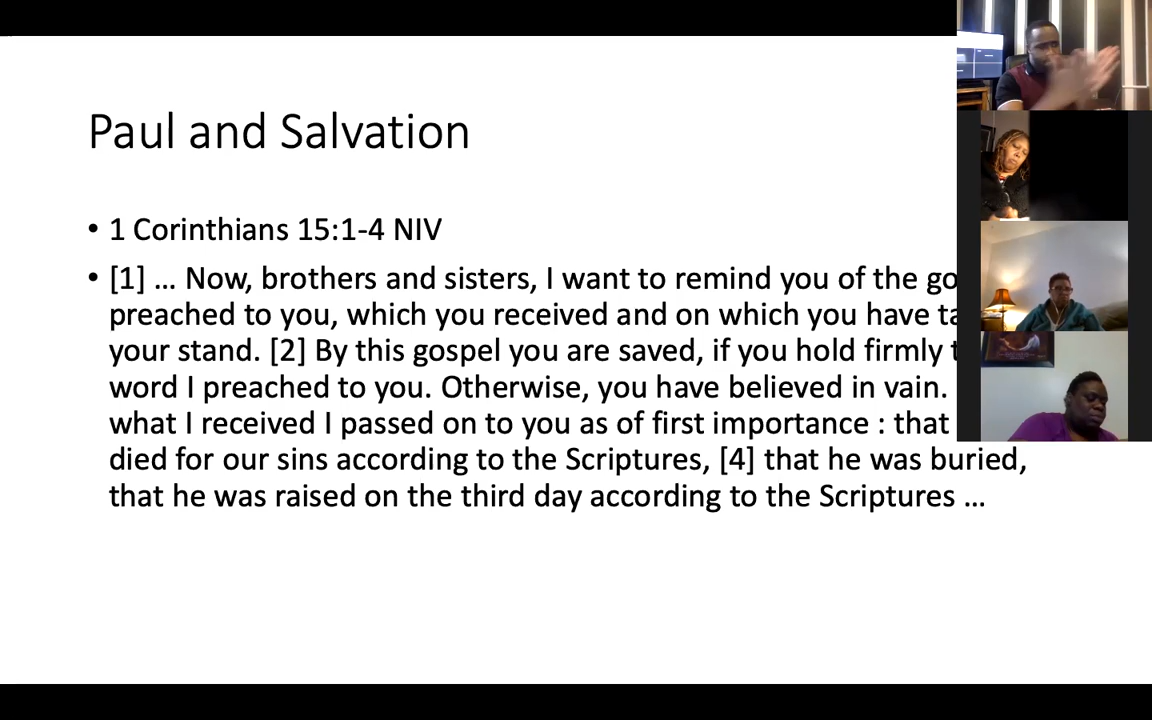 Paul and Salvation
• 1 Corinthians 15:1-4 NIV
• [1] ... Now, brothers and sisters, I want to remind you of the
preached to you, which you received and on which you have
your stand. [2] By this gospel you are saved, if you hold firmly
word I preached to you. Otherwise, you have believed in vain.
what I received I passed on to you as of first importance : that
died for our sins according to the Scriptures, [4] that he was buried,
that he was raised on the third day according to the Scriptures ...